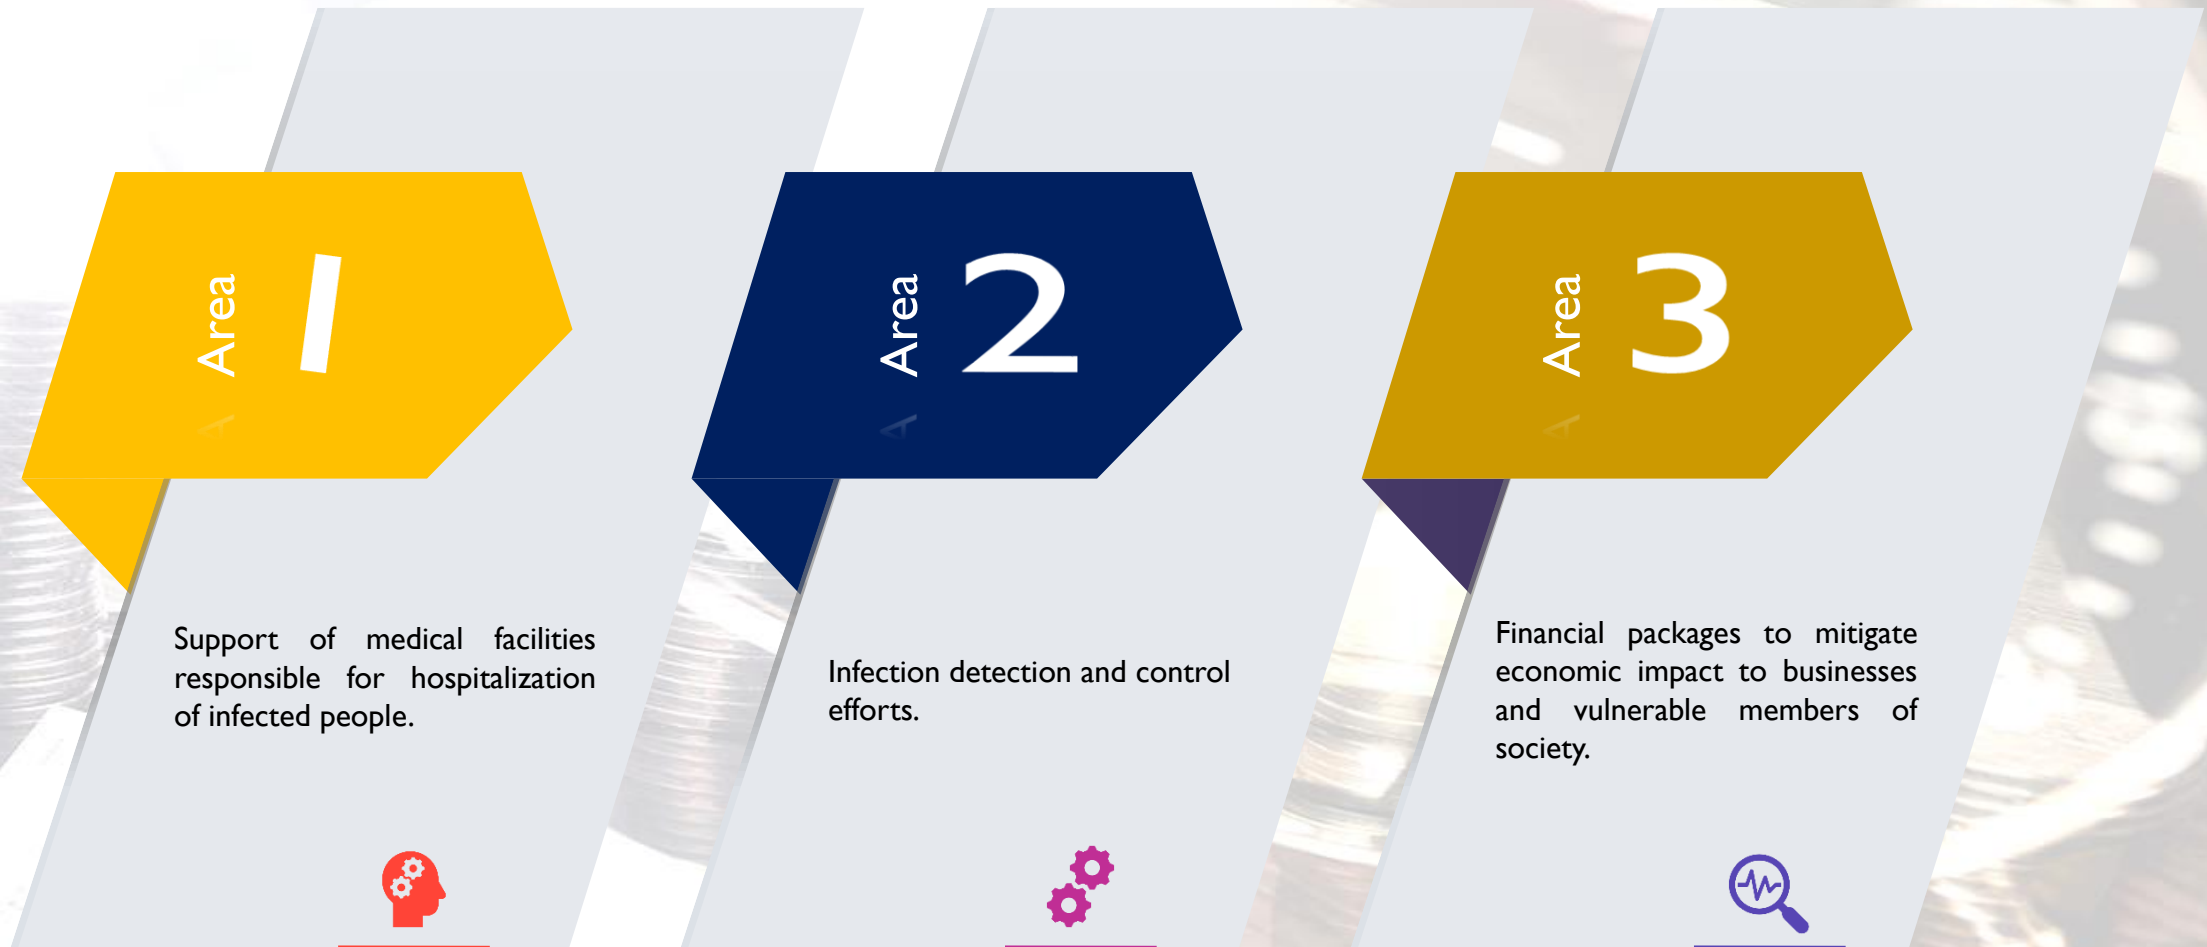 Area 1
Support of medical facilities
responsible for hospitalization
of infected people.
Area 2
Infection detection and control
efforts.
Area 3
Financial packages to mitigate
economic impact to businesses
and vulnerable members of
society.